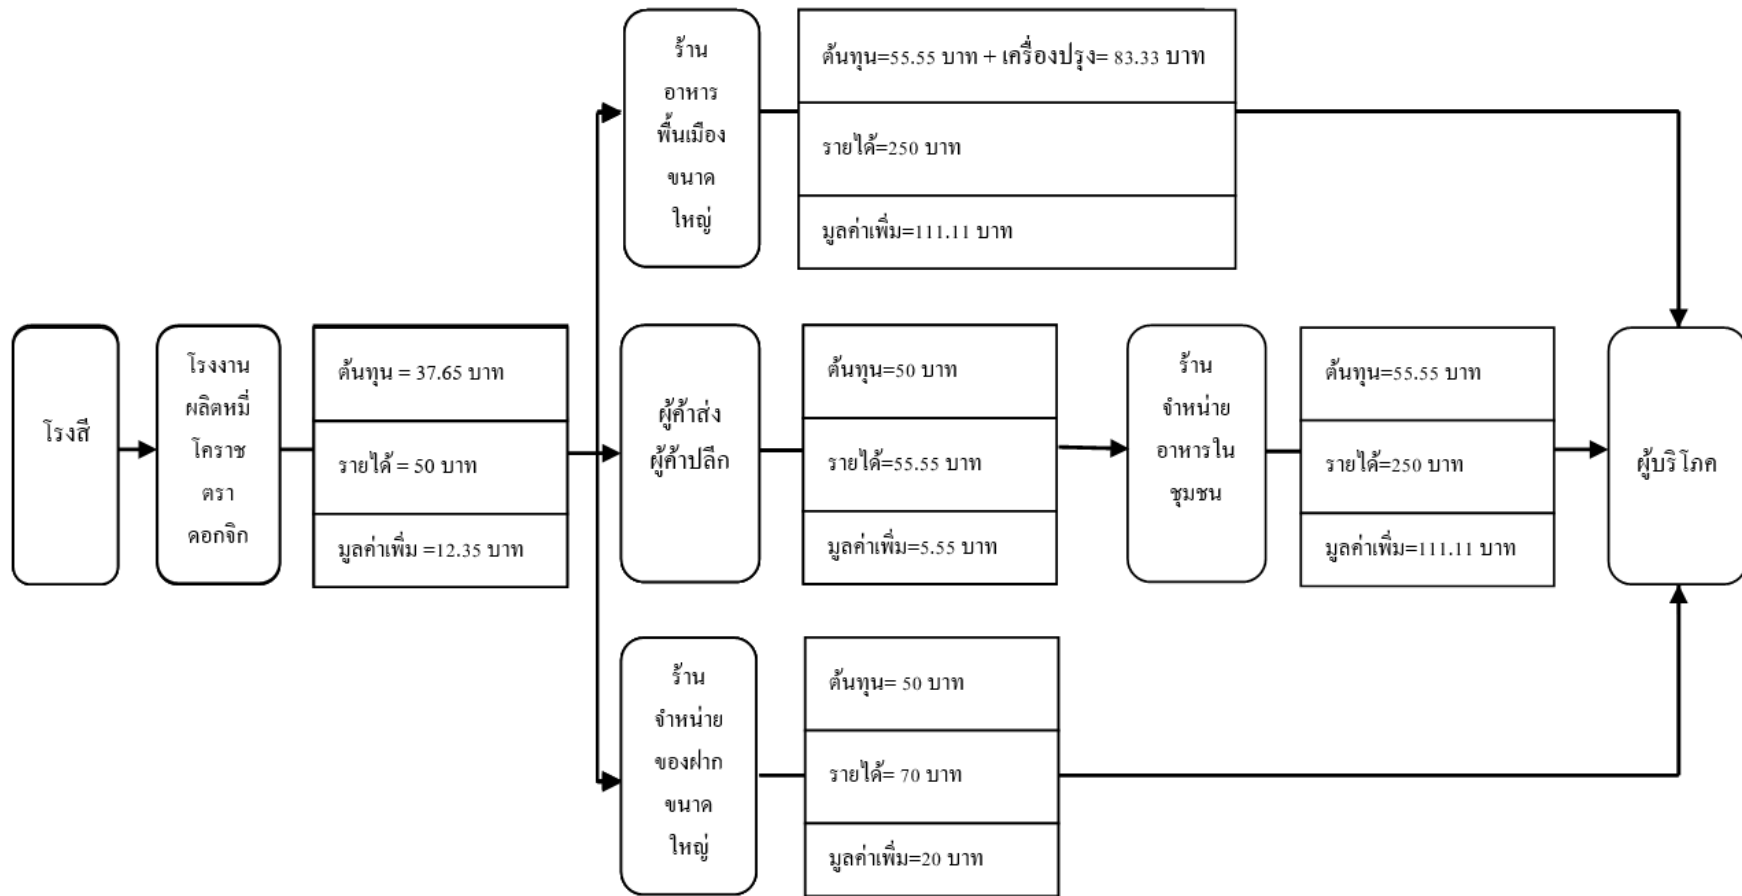 โรงสี
โรงงาน
ผลิตหมี่
โคราช
ตรา
ดอกจิก
ต้นทุน = 37.65 บาท
รายได้ = 50 บาท
มูลค่าเพิ่ม =12.35 บาท
ร้าน
อาหาร
พื้นเมือง
ขนาด
ใหญ่
ต้นทุน=55.55 บาท + เครื่องปรุง= 83.33 บาท
รายได้=250 บาท
มูลค่าเพิ่ม=111.11 บาท
ผู้ค้าส่ง
ผู้ค้าปลีก
ต้นทุน=50 บาท
รายได้=55.55 บาท
มูลค่าเพิ่ม=5.55 บาท
ร้าน
จำหน่าย
อาหารใน
ชุมชน
ต้นทุน=55.55 บาท
รายได้=250 บาท
มูลค่าเพิ่ม=111.11 บาท
ร้าน
จำหน่าย
ของฝาก
ขนาด
ใหญ่
ต้นทุน= 50 บาท
รายได้= 70 บาท
มูลค่าเพิ่ม=20 บาท
ผู้บริโภค